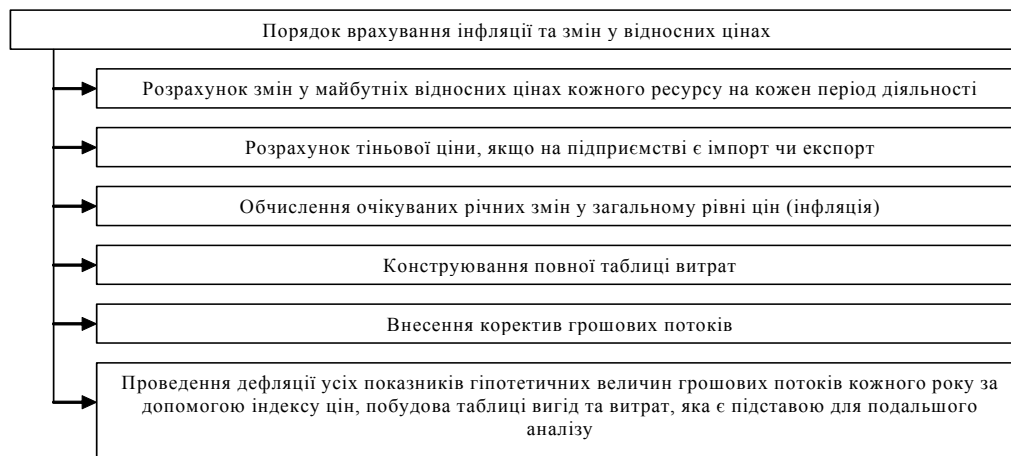 Порядок врахування інфляції та змін у відносних цінах
Розрахунок змін у майбутніх відносних цінах кожного ресурсу на кожен період діяльності
Розрахунок тіньової ціни, якщо на підприємстві є імпорт чи експорт
Обчислення очікуваних річних змін у загальному рівні цін (інфляція)
Конструювання повної таблиці витрат
Внесення коректив грошових потоків
Проведення дефляції усіх показників гіпотетичних величин грошових потоків кожного року за
допомогою індексу цін, побудова таблиці вигід та витрат, яка є підставою для подальшого
аналізу